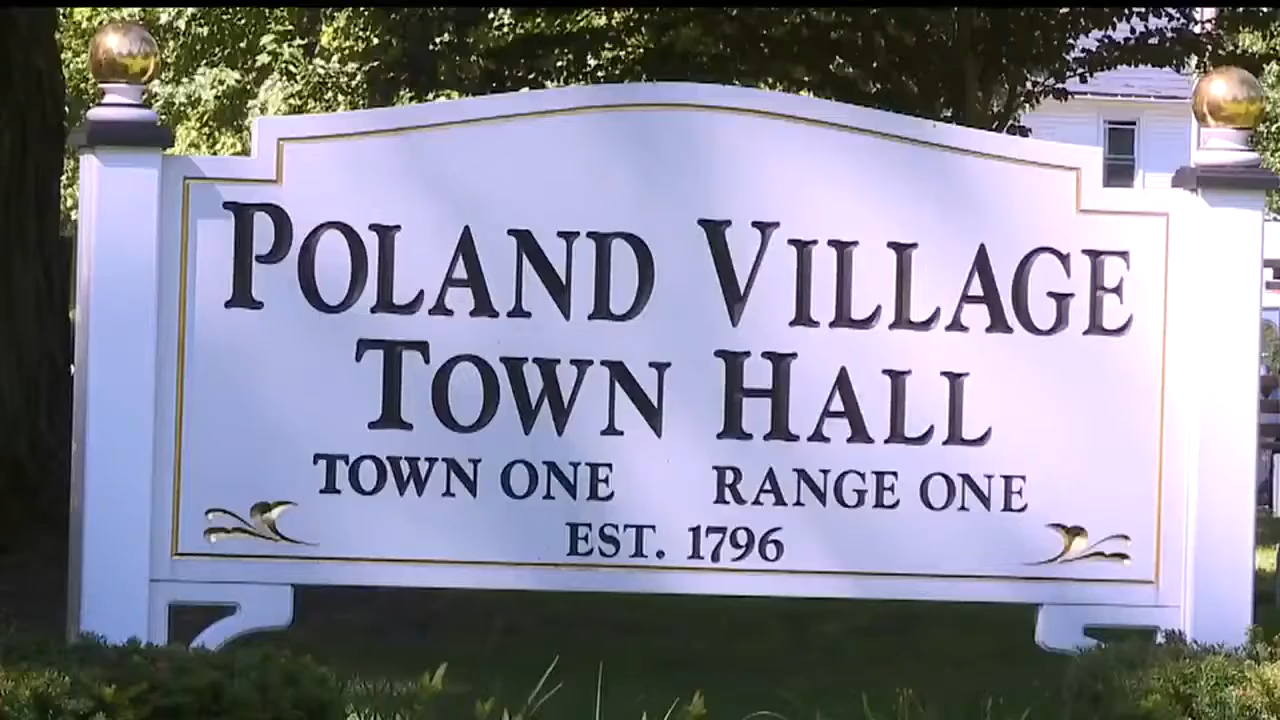 POLAND VILLAGE
TOWN HALL
TOWN ONE RANGE ONE
EST. 1796